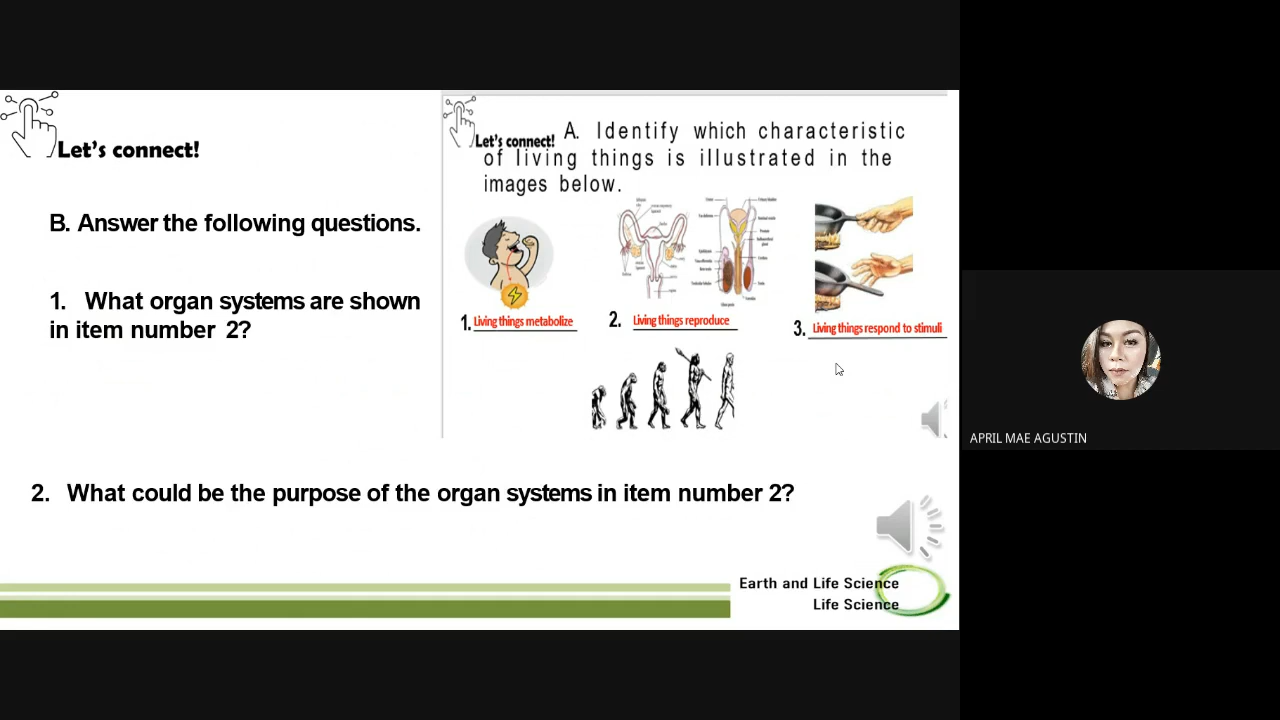 Let's connect!
B. Answer the following questions.
1. What organ systems are shown
in item number 2?
Let's connect! A. Identify which characteristic
of living things is illustrated in the
images below.
1. Living things metabolize
2. Living things reproduce
3. Living things respond to stimuli
2. What could be the purpose of the organ systems in item number 2?
Earth and Life Science
Life Science
APRIL MAE AGUSTIN